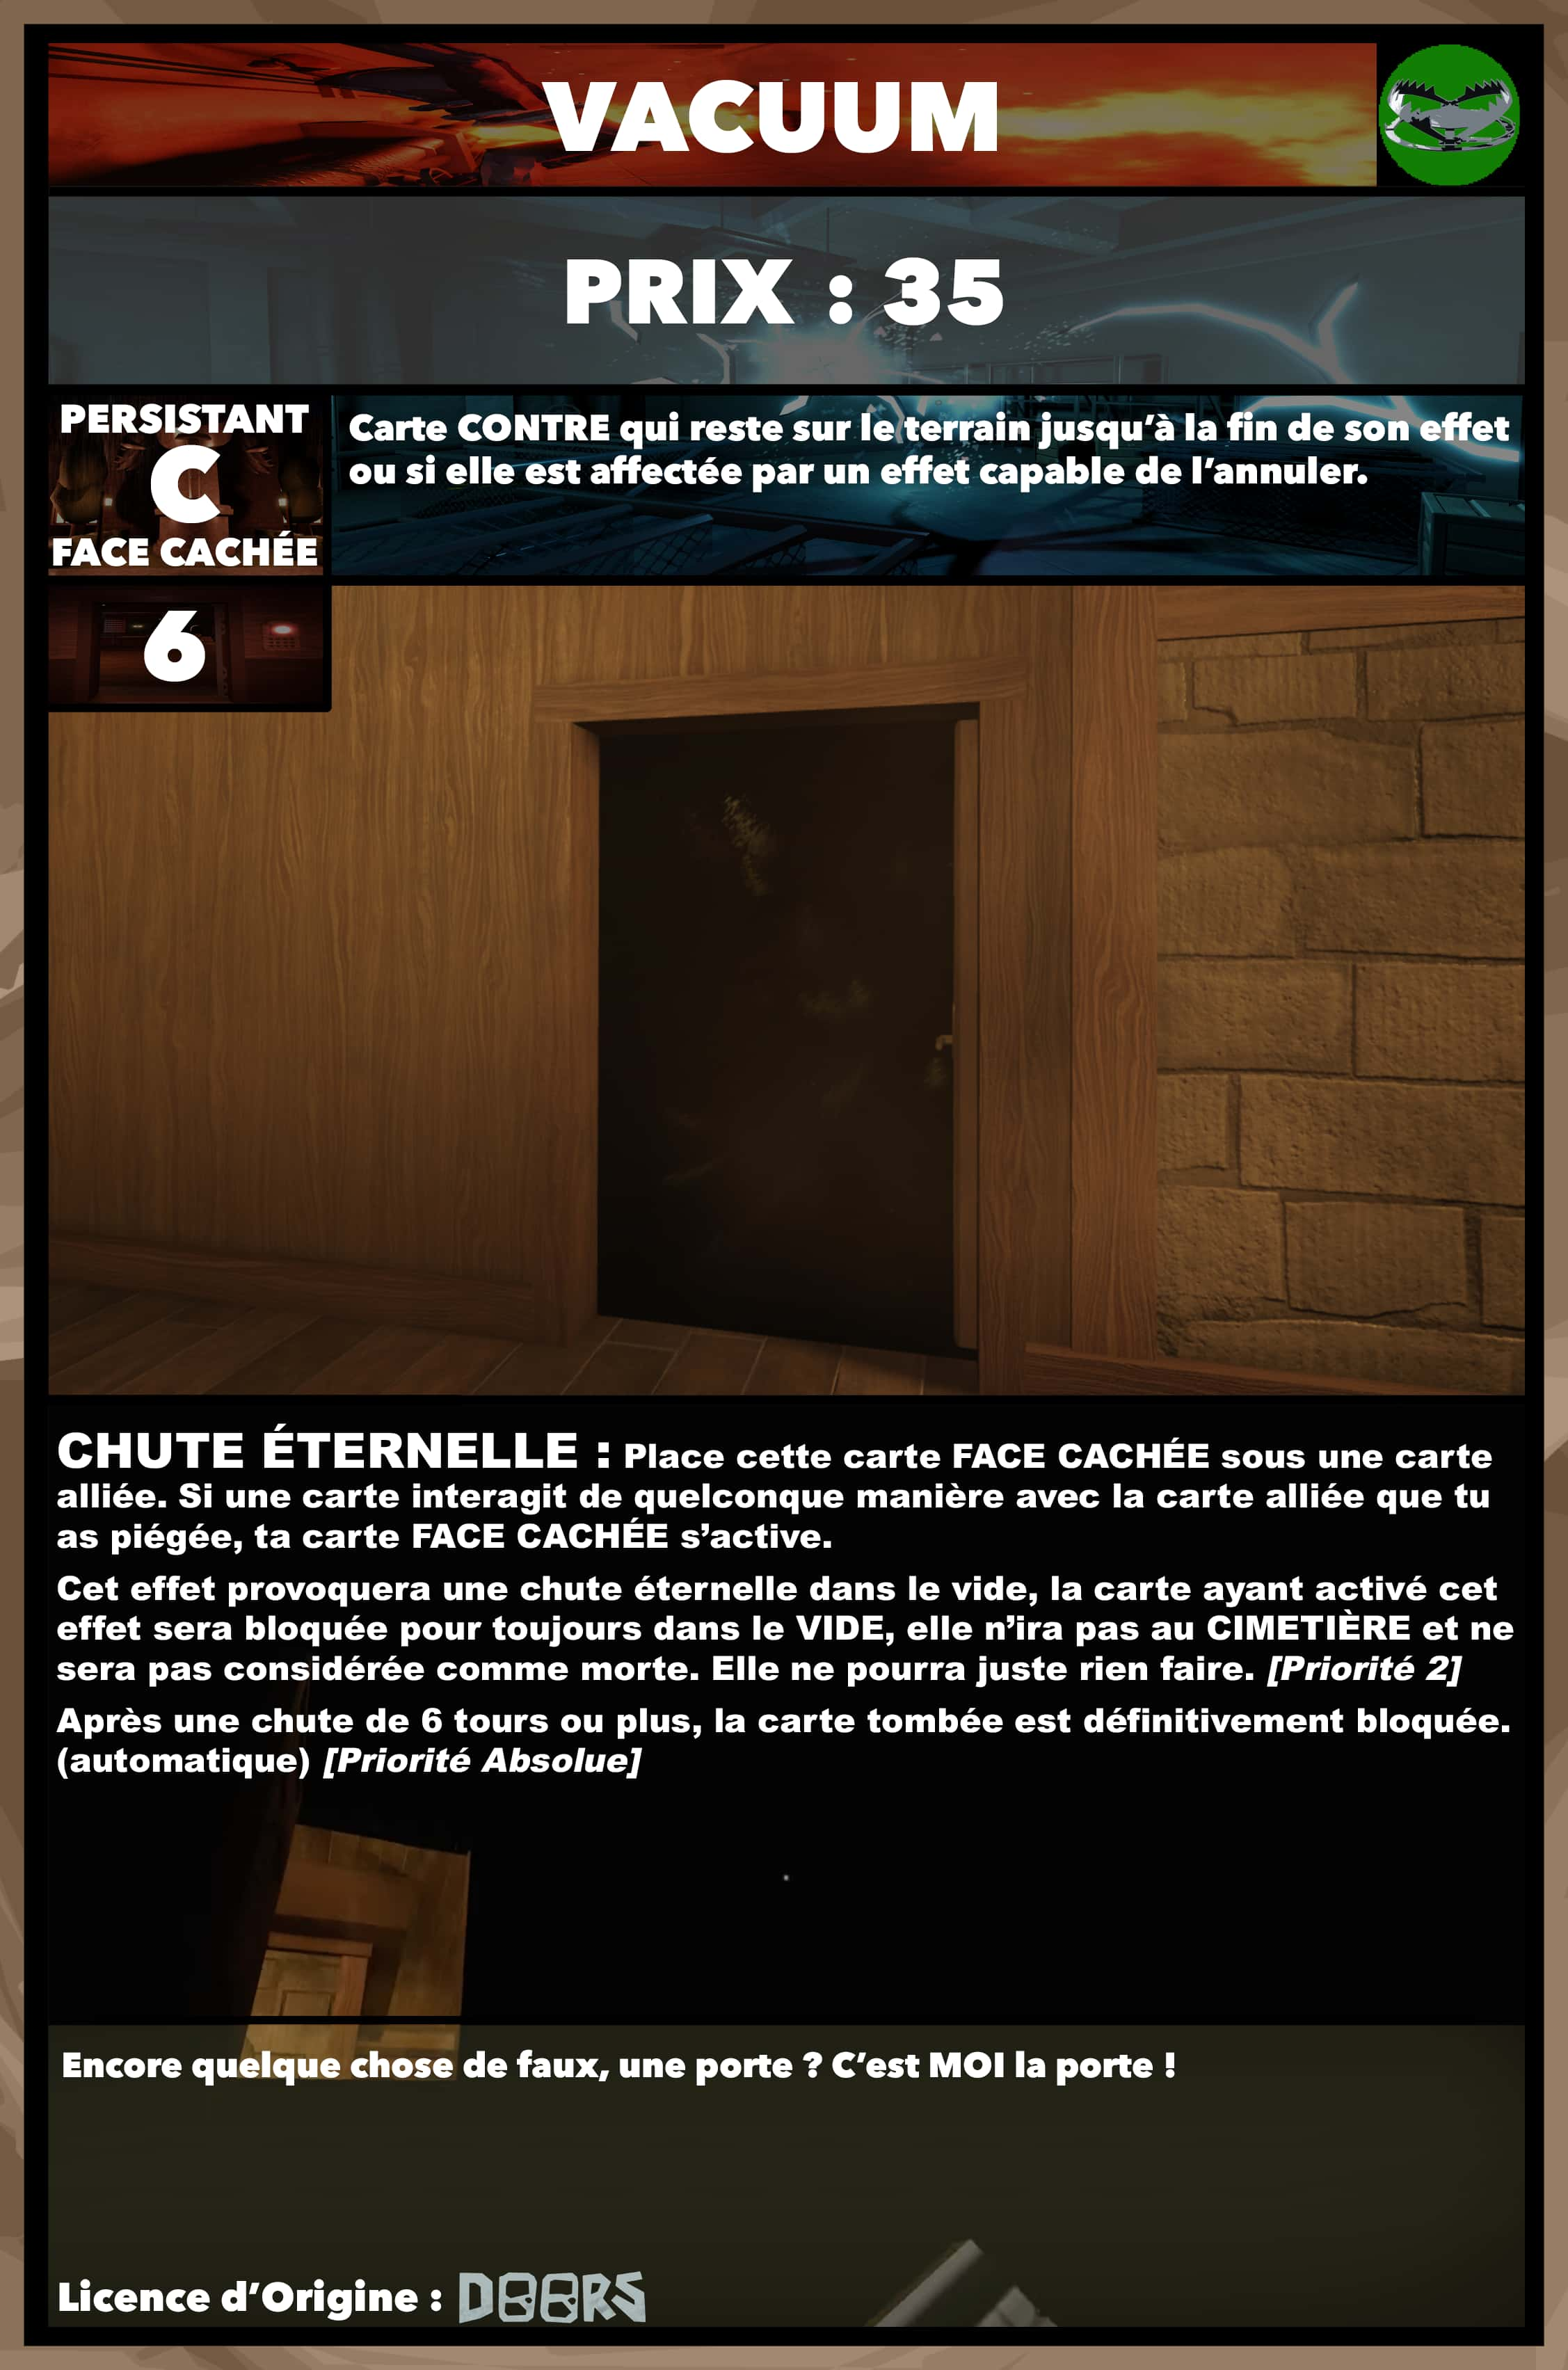 VACUUM
PRIX : 35
PERSISTANT
C
FACE CACHÉE
Carte CONTRE qui reste sur le terrain jusqu’à la fin de son effet
ou si elle est affectée par un effet capable de l’annuler.
6
CHUTE ÉTERNELLE : Place cette carte FACE CACHÉE sous une carte
alliée. Si une carte interagit de quelconque manière avec la carte alliée que tu
as piégée, ta carte FACE CACHÉE s’active.
Cet effet provoquera une chute éternelle dans le vide, la carte ayant activé cet
effet sera bloquée pour toujours dans le VIDE, elle n’ira pas au CIMETIÈRE et ne
sera pas considérée comme morte. Elle ne pourra juste rien faire. [Priorité 2]
Après une chute de 6 tours ou plus, la carte tombée est définitivement bloquée.
(automatique) [Priorité Absolue]
Encore quelque chose de faux, une porte ? C’est MOI la porte !
Licence d’Origine : DOORS